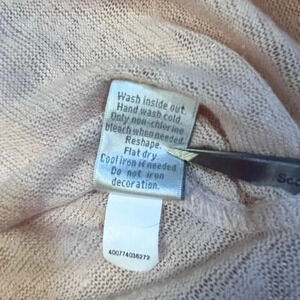 Wash inside out.
Hand wash cold.
Only non-chlorine
bleach when needed.
Reshape.
Flat dry.
Cool iron if needed
Do not iron
decoration.
400774036273